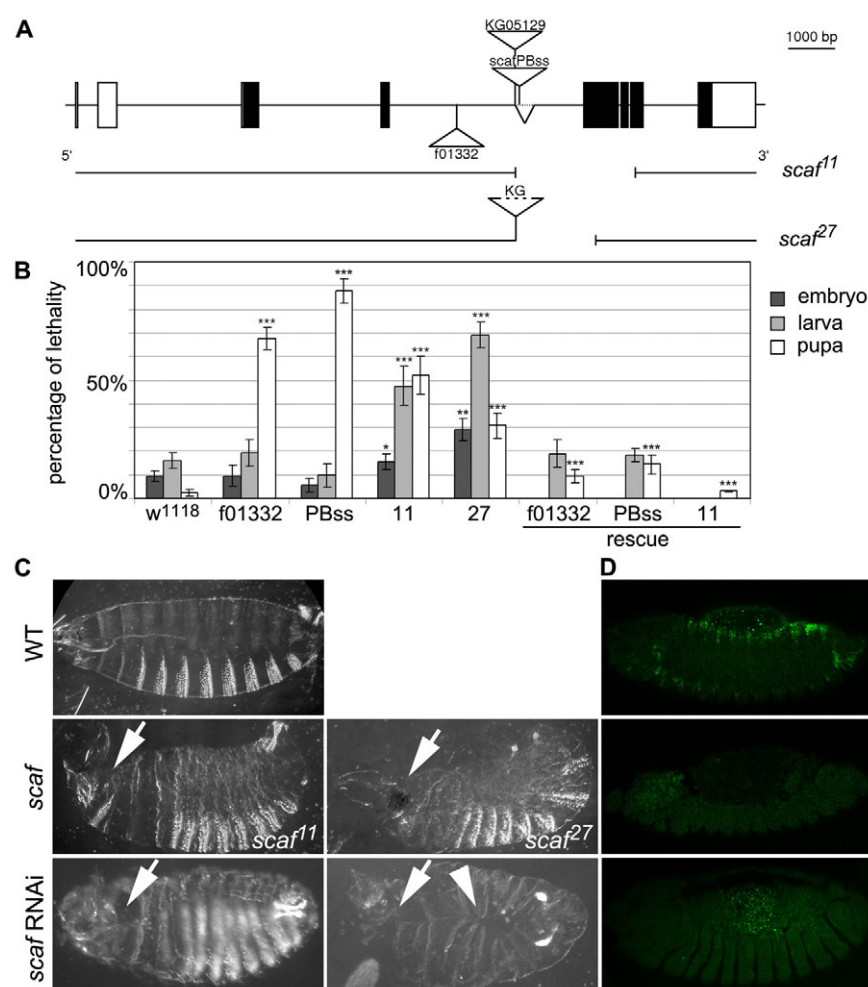 A
KG05129
1000 bp
scafPBss
f01332
5'
3'
scaf11
KG
scaf27
B
percentage of lethality
100%
50%
0%
***
***
*
***
***
**
***
***
***
***
***
embryo
larva
pupa
w1118
f01332
PBss
11
27
f01332
PBss
11
rescue
C
D
WT
scaf
scaf11
scaf27
scaf RNAi